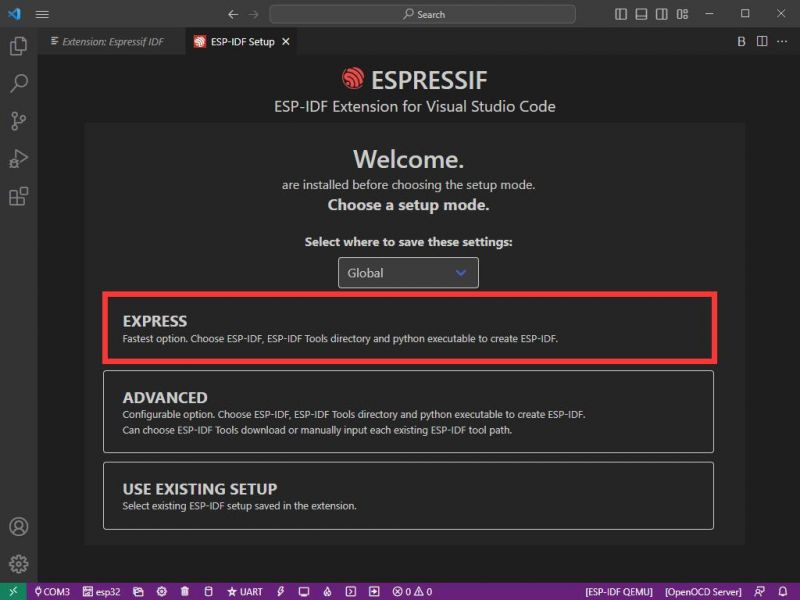 Search
Extension: Espressif IDF
ESP-IDF Setup
B
ESPRESSIF
ESP-IDF Extension for Visual Studio Code
Welcome.
are installed before choosing the setup mode.
Choose a setup mode.
Select where to save these settings:
Global
EXPRESS
Fastest option. Choose ESP-IDF, ESP-IDF Tools directory and python executable to create ESP-IDF.
ADVANCED
Configurable option. Choose ESP-IDF, ESP-IDF Tools directory and python executable to create ESP-IDF.
Can choose ESP-IDF Tools download or manually input each existing ESP-IDF tool path.
USE EXISTING SETUP
Select existing ESP-IDF setup saved in the extension.
COM3 esp32 UART 0 0 [ESP-IDF QEMU] [OpenOCD Server]